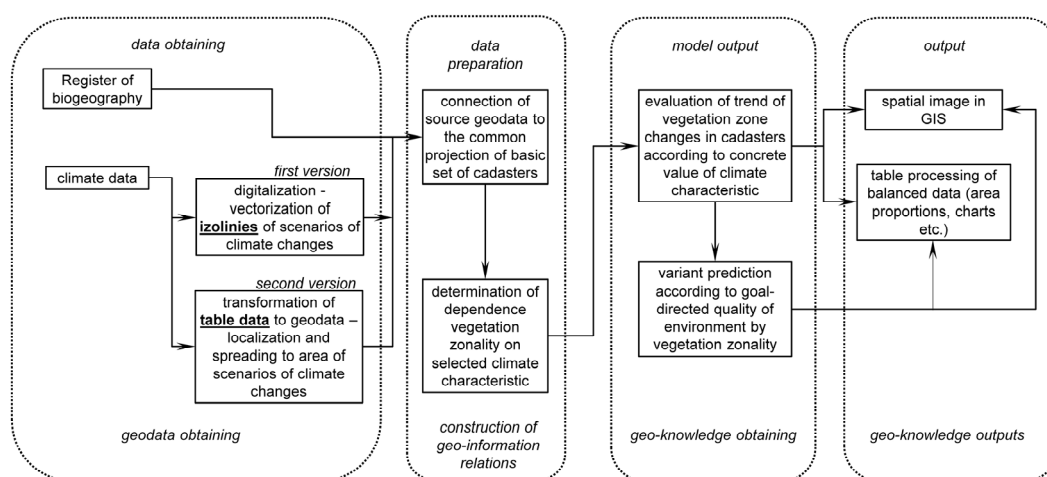 data obtaining
Register of
biogeography
climate data
first version
digitalization -
vectorization of
izolinies of scenarios of
climate changes
second version
transformation of
table data to geodata –
localization and
spreading to area of
scenarios of climate
changes
geodata obtaining
data
preparation
connection of
source geodata to
the common
projection of basic
set of cadasters
determination of
dependence
vegetation
zonality on
selected climate
characteristic
construction of
geo-information
relations
model output
evaluation of trend of
vegetation zone
changes in cadasters
according to concrete
value of climate
characteristic
variant prediction
according to goal-
directed quality of
environment by
vegetation zonality
geo-knowledge obtaining
output
spatial image in
GIS
table processing of
balanced data (area
proportions, charts
etc.)
geo-knowledge outputs